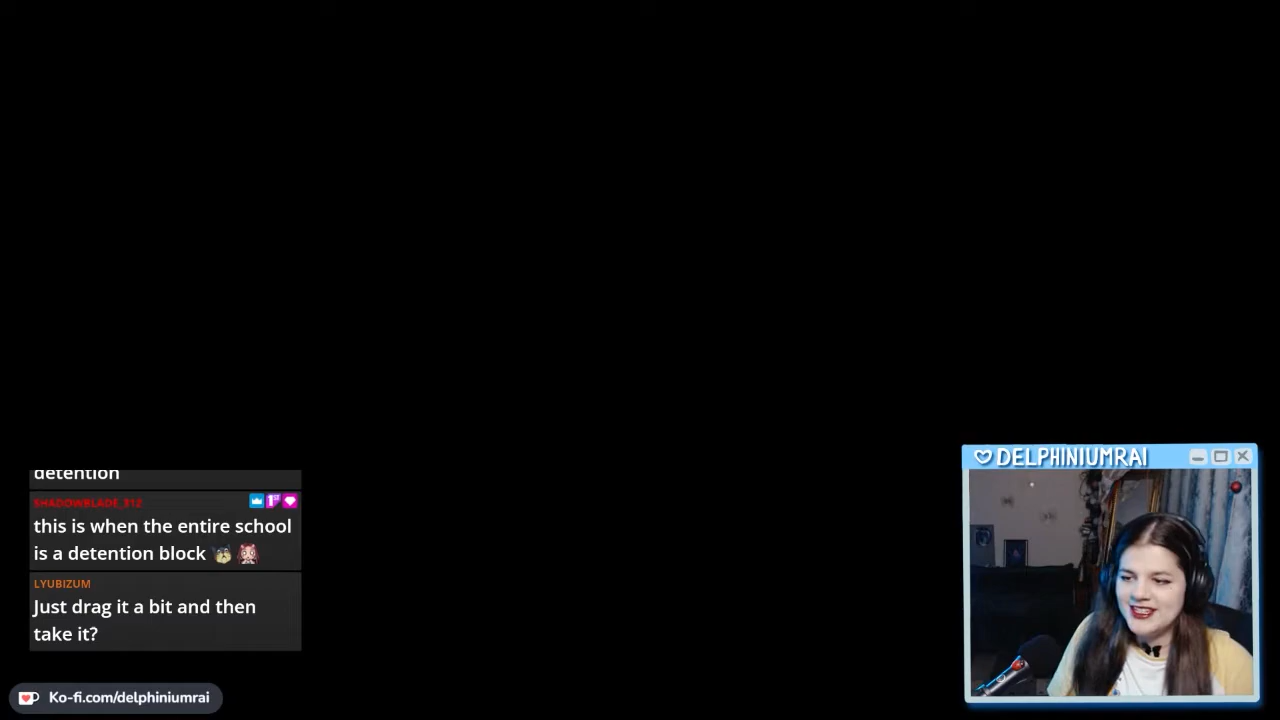 detention
SHADOWBLADE_312
this is when the entire school
is a detention block
LYUBIZUM
Just drag it a bit and then
take it?
Ko-fi.com/delphiniumrai
DELPHINIUMRAI